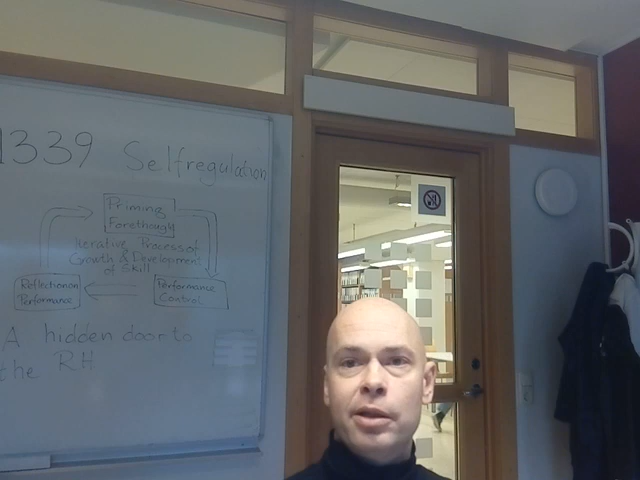 1339 Selfregulation
Priming
Forethough
Iterative Process of
Growth & Development
of Skill
Reflection on
Performance
Performance
Control
A hidden door to
the RH